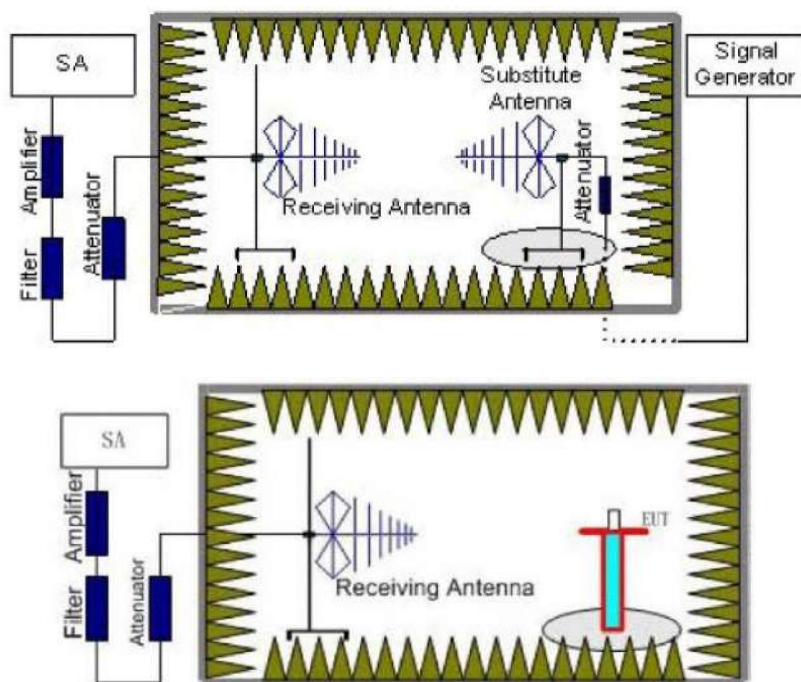 SA
Amplifier
Filter
Attenuator
Receiving Antenna
Substitute
Antenna
Attenuator
Signal
Generator
SA
Amplifier
Filter
Attenuator
Receiving Antenna
EUT